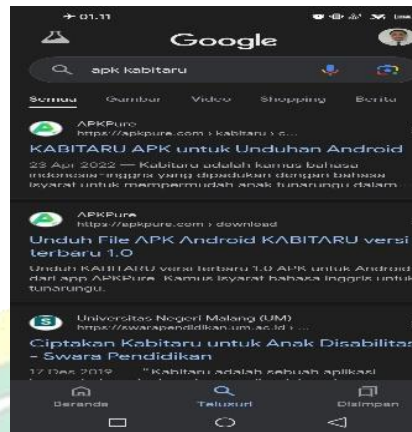 01.11
Google
apk kabitaru
Semua Gambar Video Shopping Berita
APKPure
https://apkpure.com › kabitaru › c...
KABITARU APK untuk Unduhan Android
23 Apr 2022 — Kabitaru adalah kamus bahasa
indonesia-inggris yang dipadukan dengan bahasa
isyarat untuk mempermudah anak tunarungu dalam
APKPure
https://apkpure.com › download
Unduh File APK Android KABITARU versi
terbaru 1.0
Unduh KABITARU versi terbaru 1.0 APK untuk Android
dari app APKPure. Kamus isyarat bahasa Inggris untuk
tunarungu.
Universitas Negeri Malang (UM)
https://swarapendidikan.um.ac.id › ...
Ciptakan Kabitaru untuk Anak Disabilitas
– Swara Pendidikan
17 Des 2019 "Kabitaru adalah sebuah aplikasi
Beranda Telusuri Disimpan